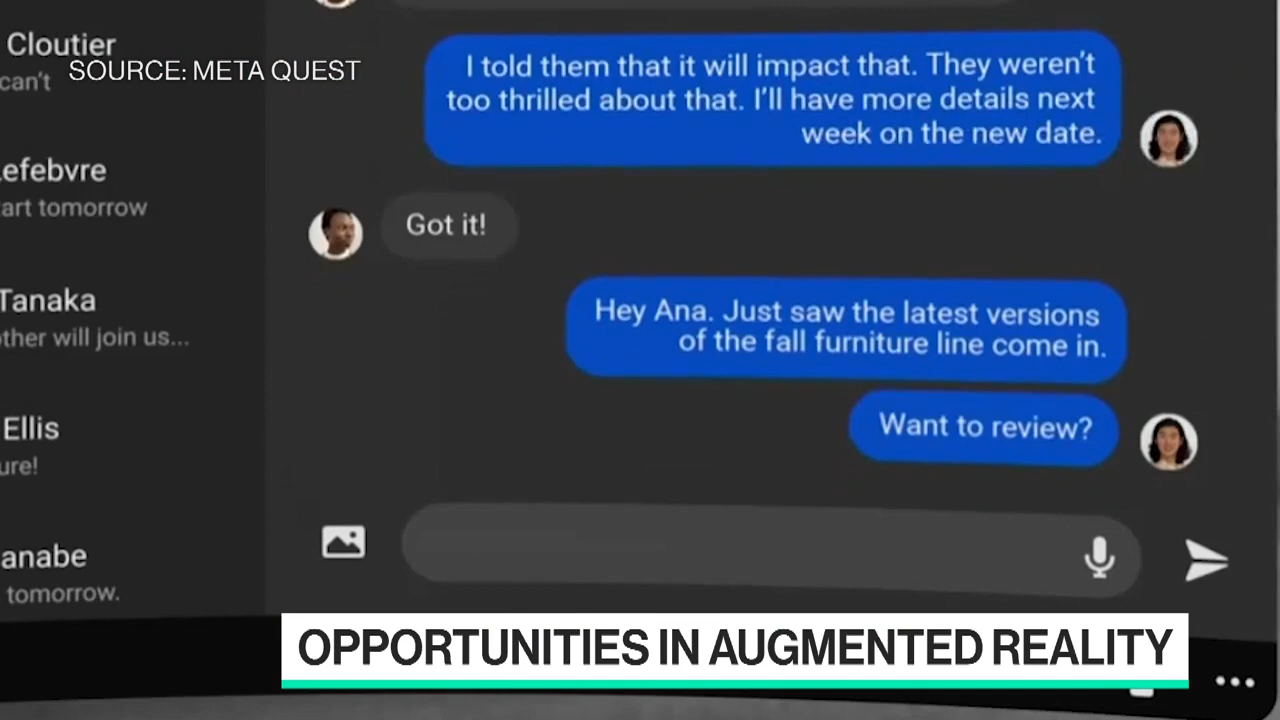 Cloutier
can't
SOURCE: META QUEST
efebvre
art tomorrow
Tanaka
other will join us...
Ellis
ure!
anabe
tomorrow.
I told them that it will impact that. They weren't
too thrilled about that. I'll have more details next
week on the new date.
Got it!
Hey Ana. Just saw the latest versions
of the fall furniture line come in.
Want to review?
OPPORTUNITIES IN AUGMENTED REALITY